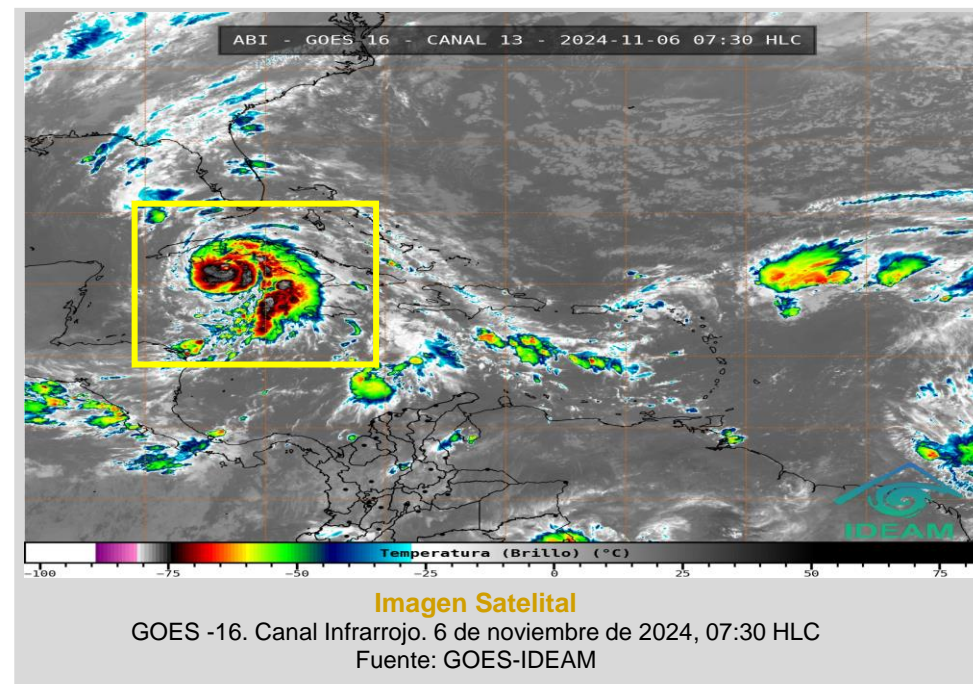 ABI - GOES-16 - CANAL 13 - 2024-11-06 07:30 HLC
IDEAM
Temperatura (Brillo) (°C)
-100 -75 -50 -25 0 25 50 75
Imagen Satelital
GOES -16. Canal Infrarrojo. 6 de noviembre de 2024, 07:30 HLC
Fuente: GOES-IDEAM